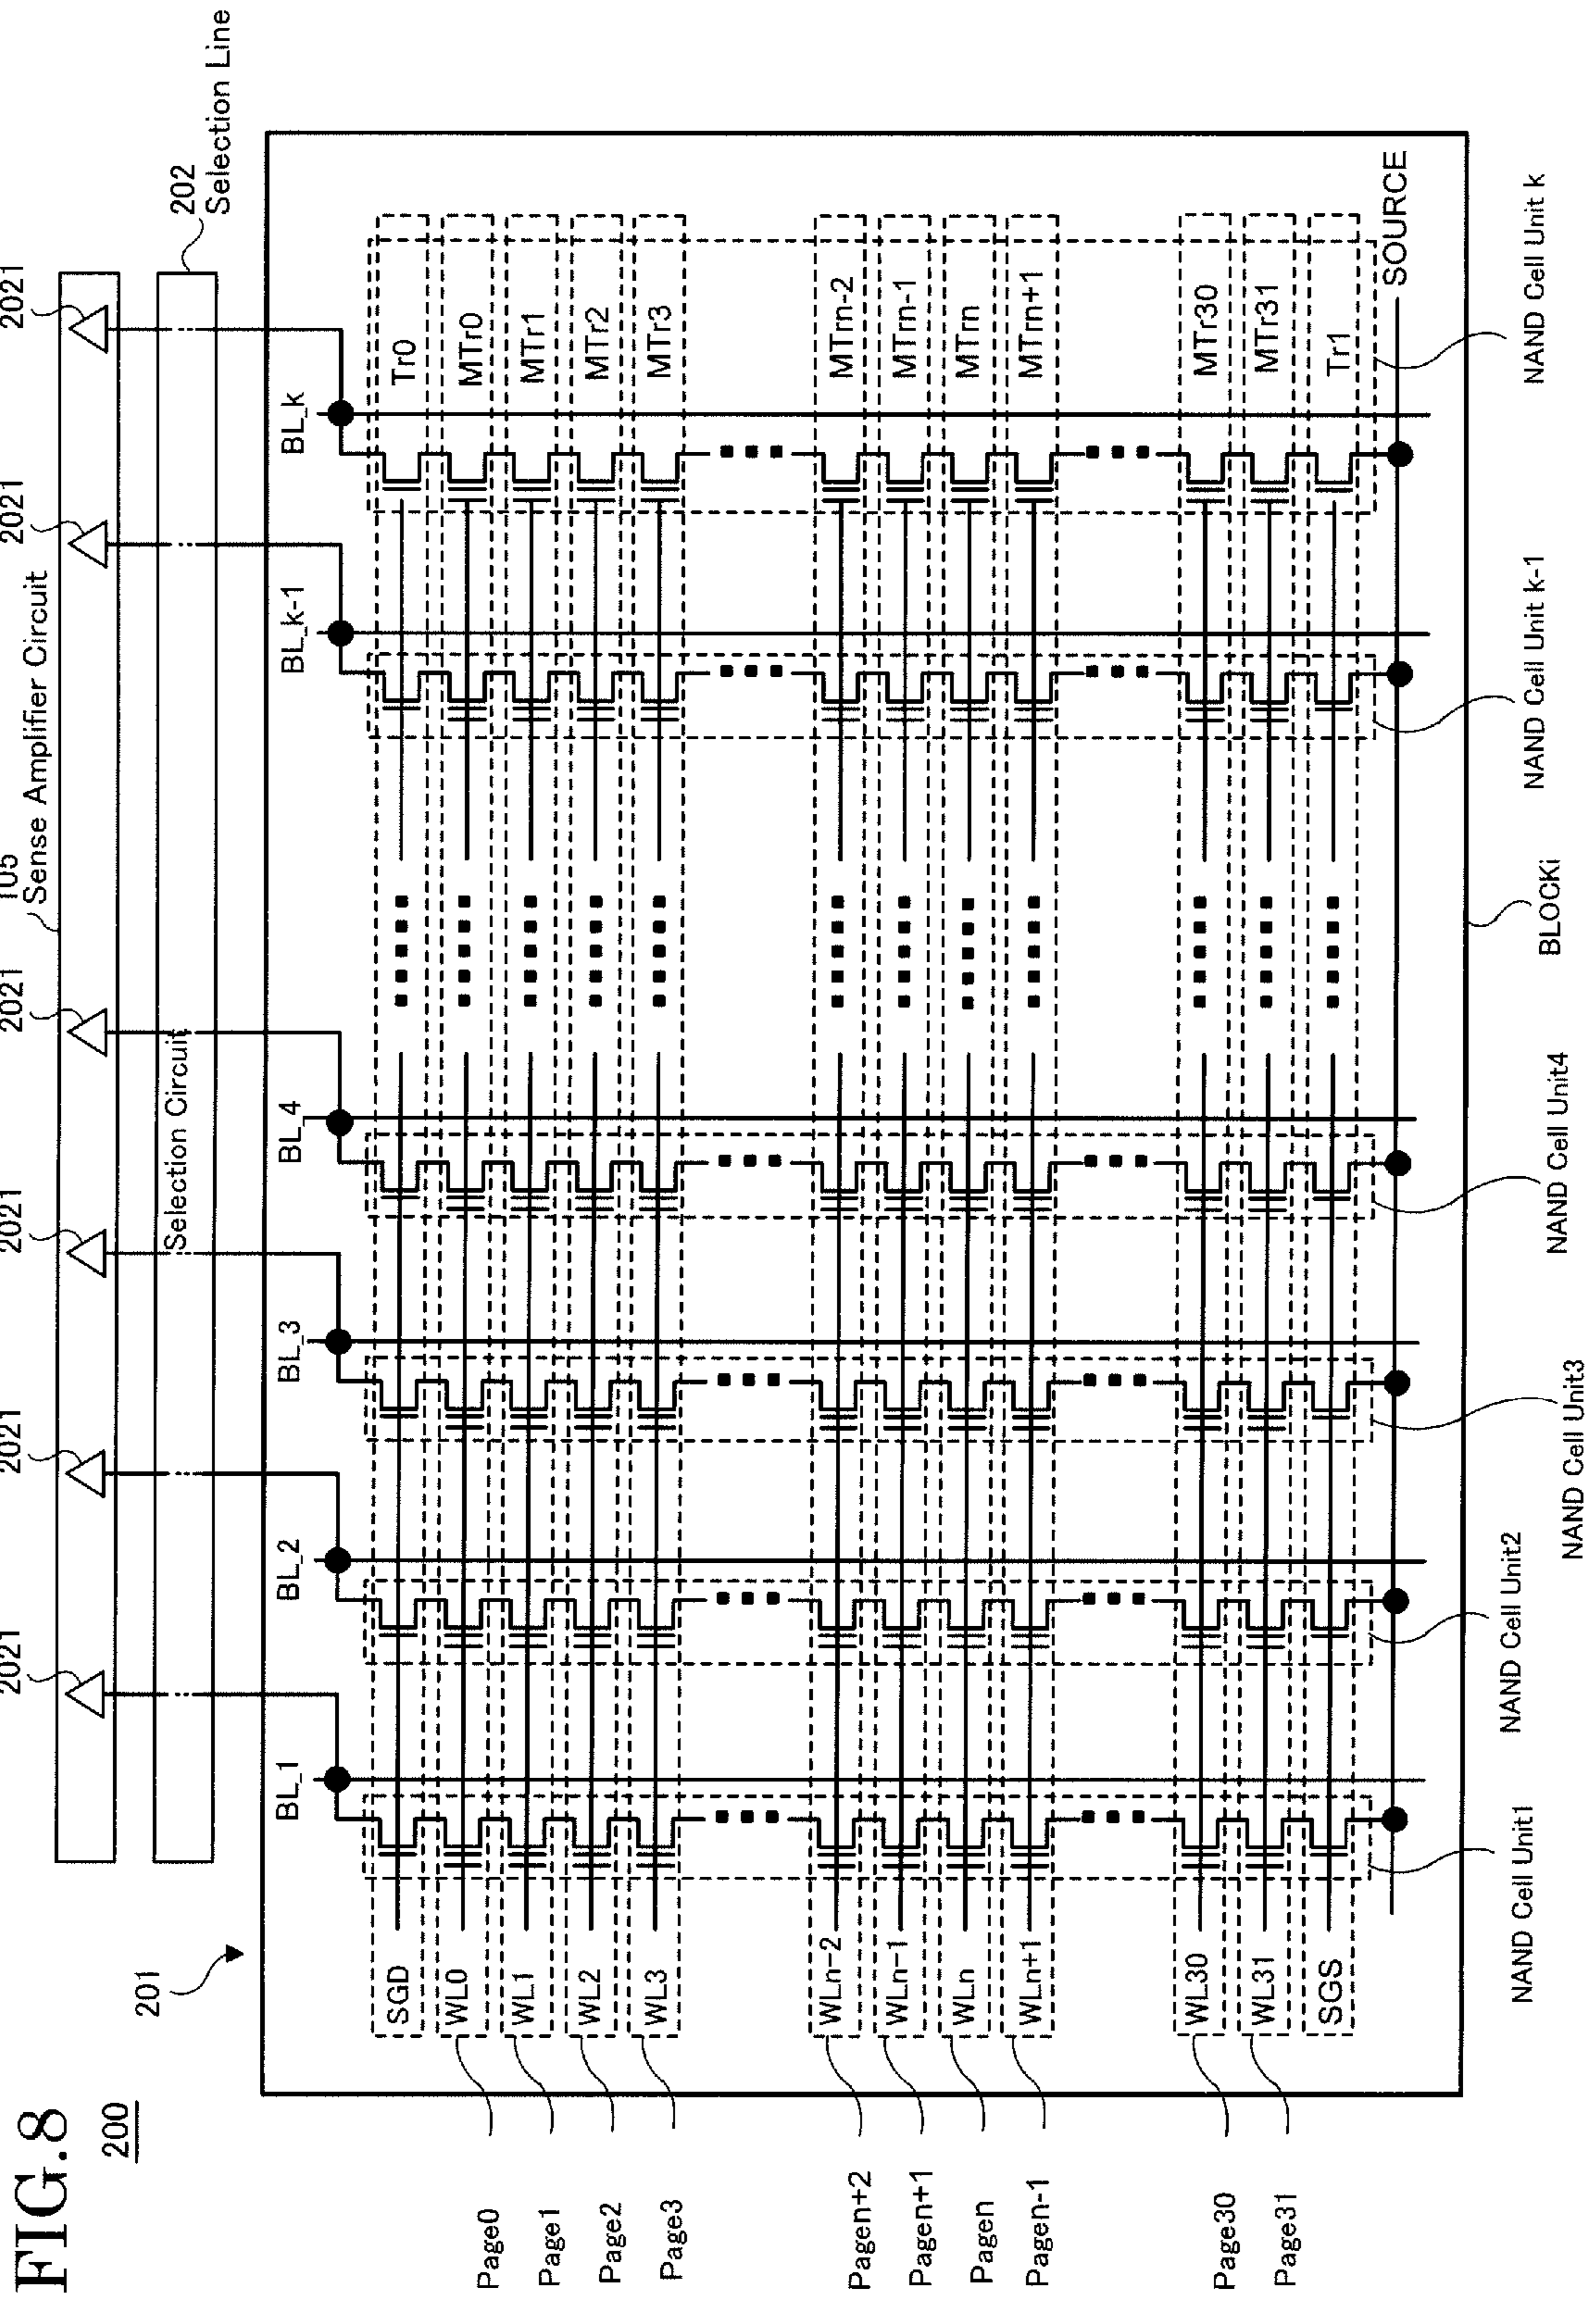 FIG.8
200
201
105
Sense Amplifier Circuit
2021
2021
2021
2021
2021
2021
202
Selection Line
Selection Circuit
BL_1
BL_2
BL_3
BL_4
BL_k-1
BL_k
SGD
Tr0
Page0
WL0
MTr0
Page1
WL1
MTr1
Page2
WL2
MTr2
Page3
WL3
MTr3
Pagen+2
WLn-2
MTrn-2
Pagen+1
WLn-1
MTrn-1
Pagen
WLn
MTrn
Pagen-1
WLn+1
MTrn+1
Page30
WL30
MTr30
Page31
WL31
MTr31
SGS
Tr1
SOURCE
NAND Cell Unit1
NAND Cell Unit2
NAND Cell Unit3
NAND Cell Unit4
BLOCKi
NAND Cell Unit k-1
NAND Cell Unit k